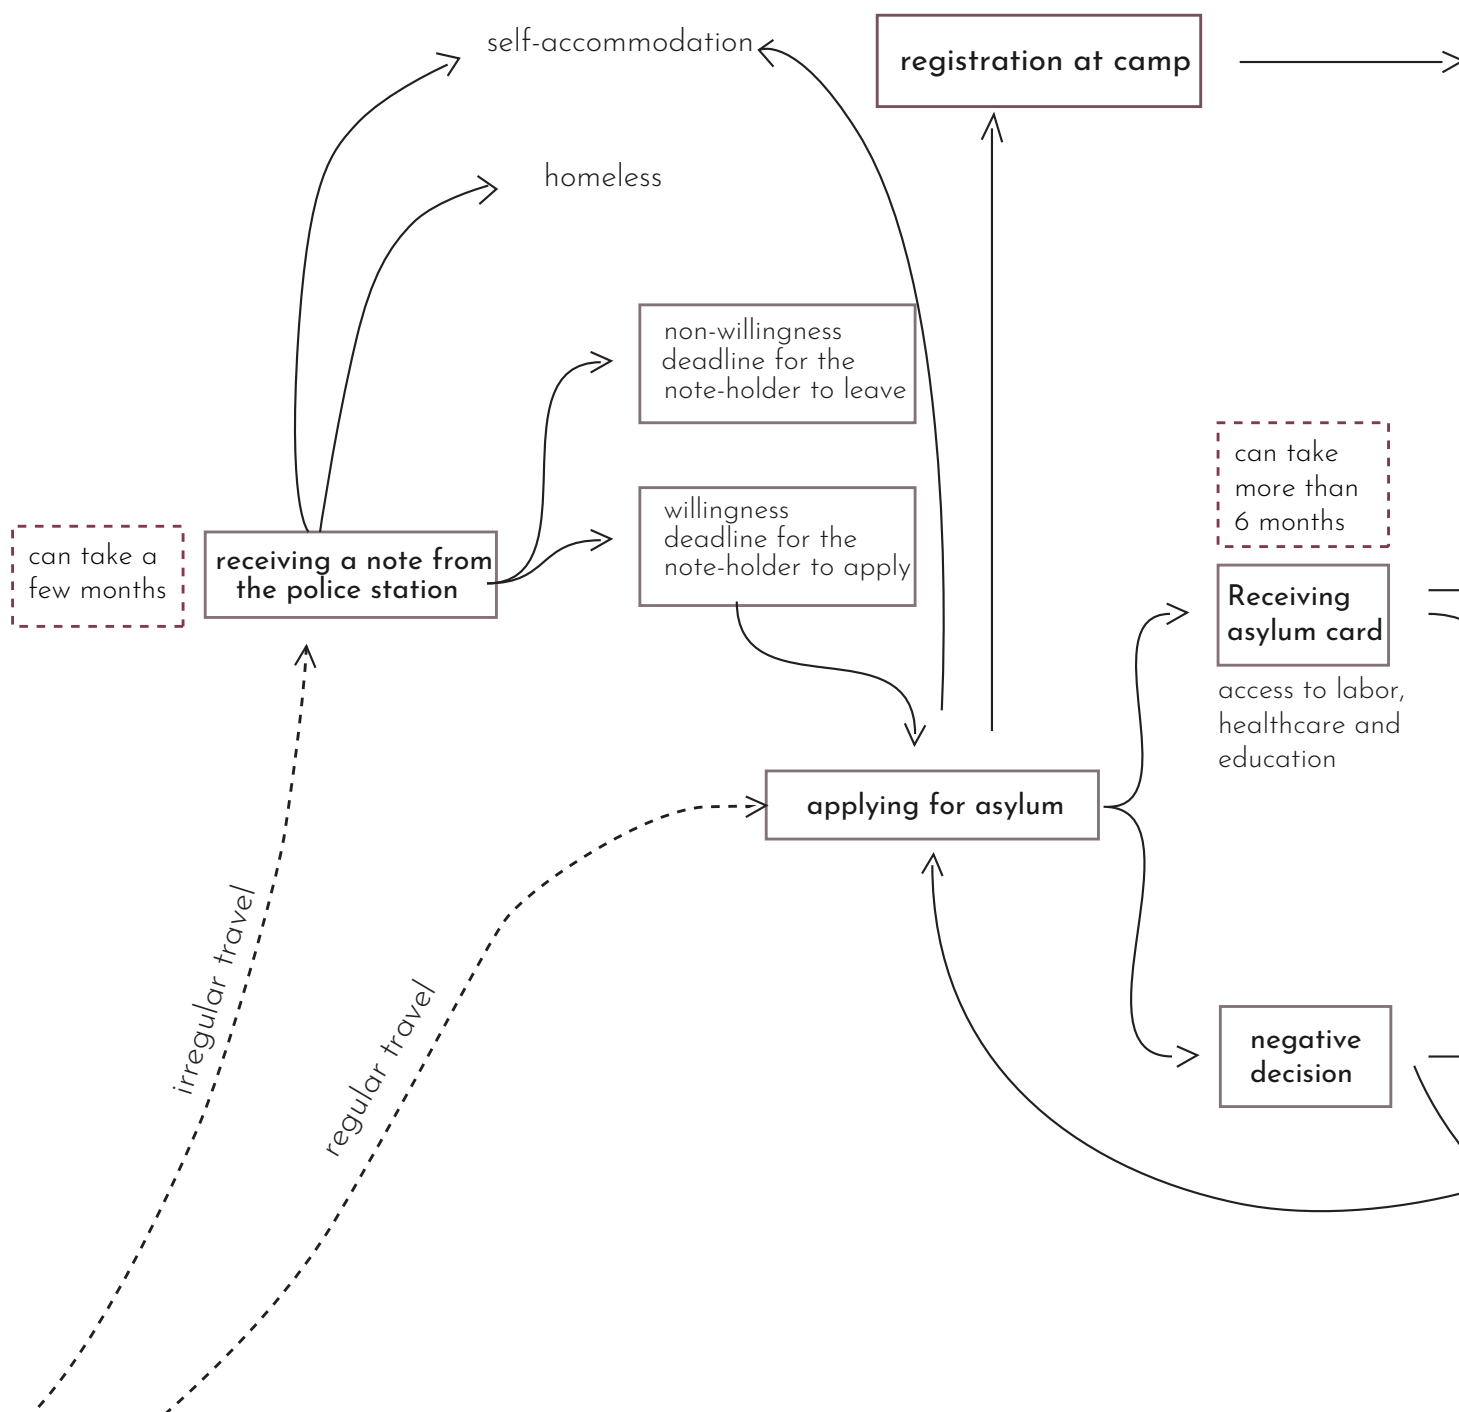 self-accommodation
registration at camp
homeless
non-willingness
deadline for the
note-holder to leave
can take
more than
6 months
willingness
deadline for the
note-holder to apply
can take a
few months
receiving a note from
the police station
Receiving
asylum card
access to labor,
healthcare and
education
applying for asylum
irregular travel
regular travel
negative
decision